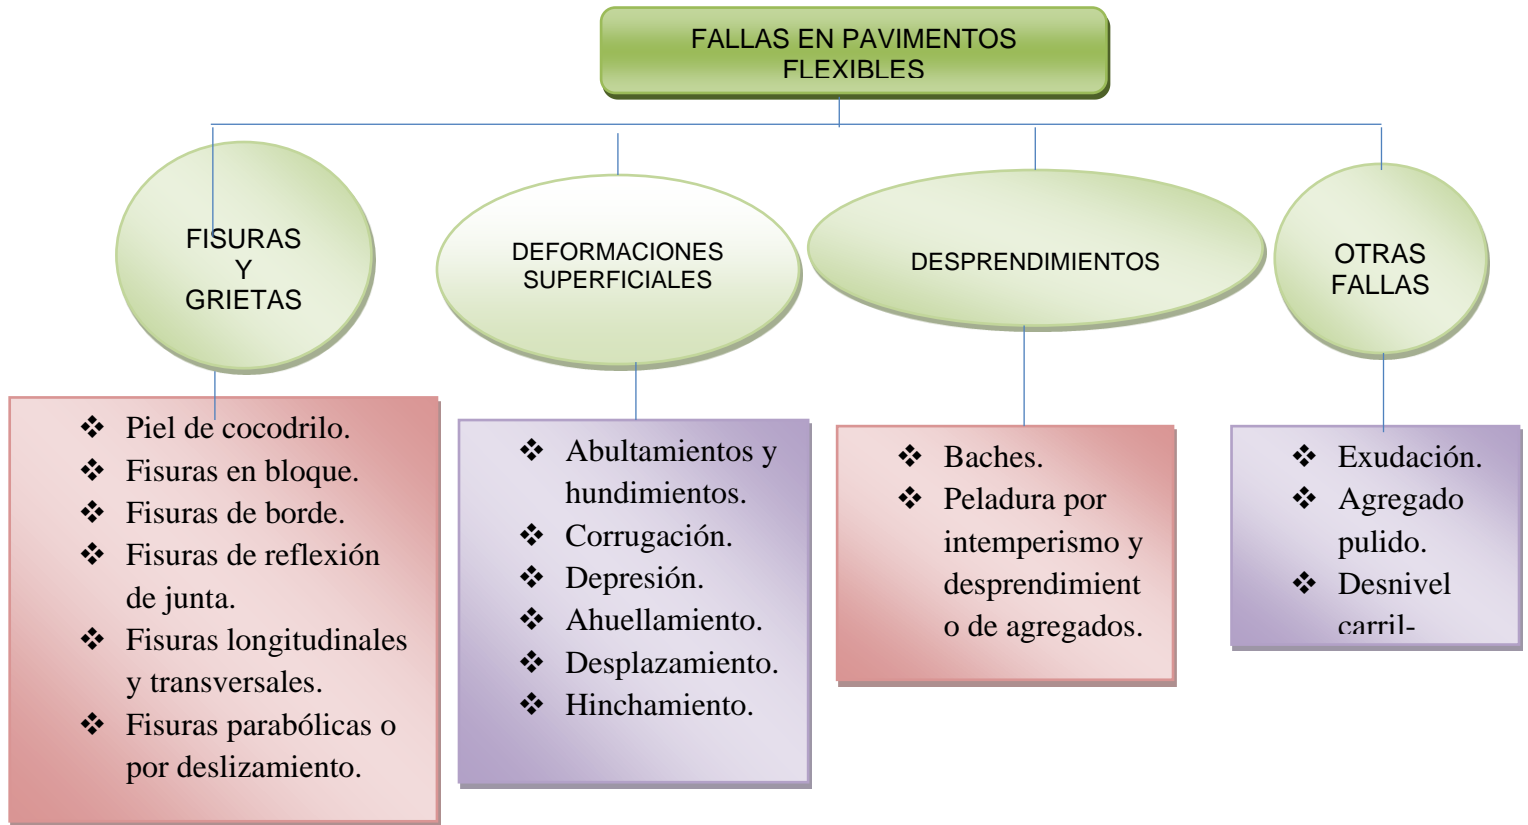 FALLAS EN PAVIMENTOS
FLEXIBLES
FISURAS
Y
GRIETAS
DEFORMACIONES
SUPERFICIALES
DESPRENDIMIENTOS
OTRAS
FALLAS
❖ Piel de cocodrilo.
❖ Fisuras en bloque.
❖ Fisuras de borde.
❖ Fisuras de reflexión
de junta.
❖ Fisuras longitudinales
y transversales.
❖ Fisuras parabólicas o
por deslizamiento.
❖ Abultamientos y
hundimientos.
❖ Corrugación.
❖ Depresión.
❖ Ahuellamiento.
❖ Desplazamiento.
❖ Hinchamiento.
❖ Baches.
❖ Peladura por
intemperismo y
desprendimient
o de agregados.
❖ Exudación.
❖ Agregado
pulido.
❖ Desnivel
carril-